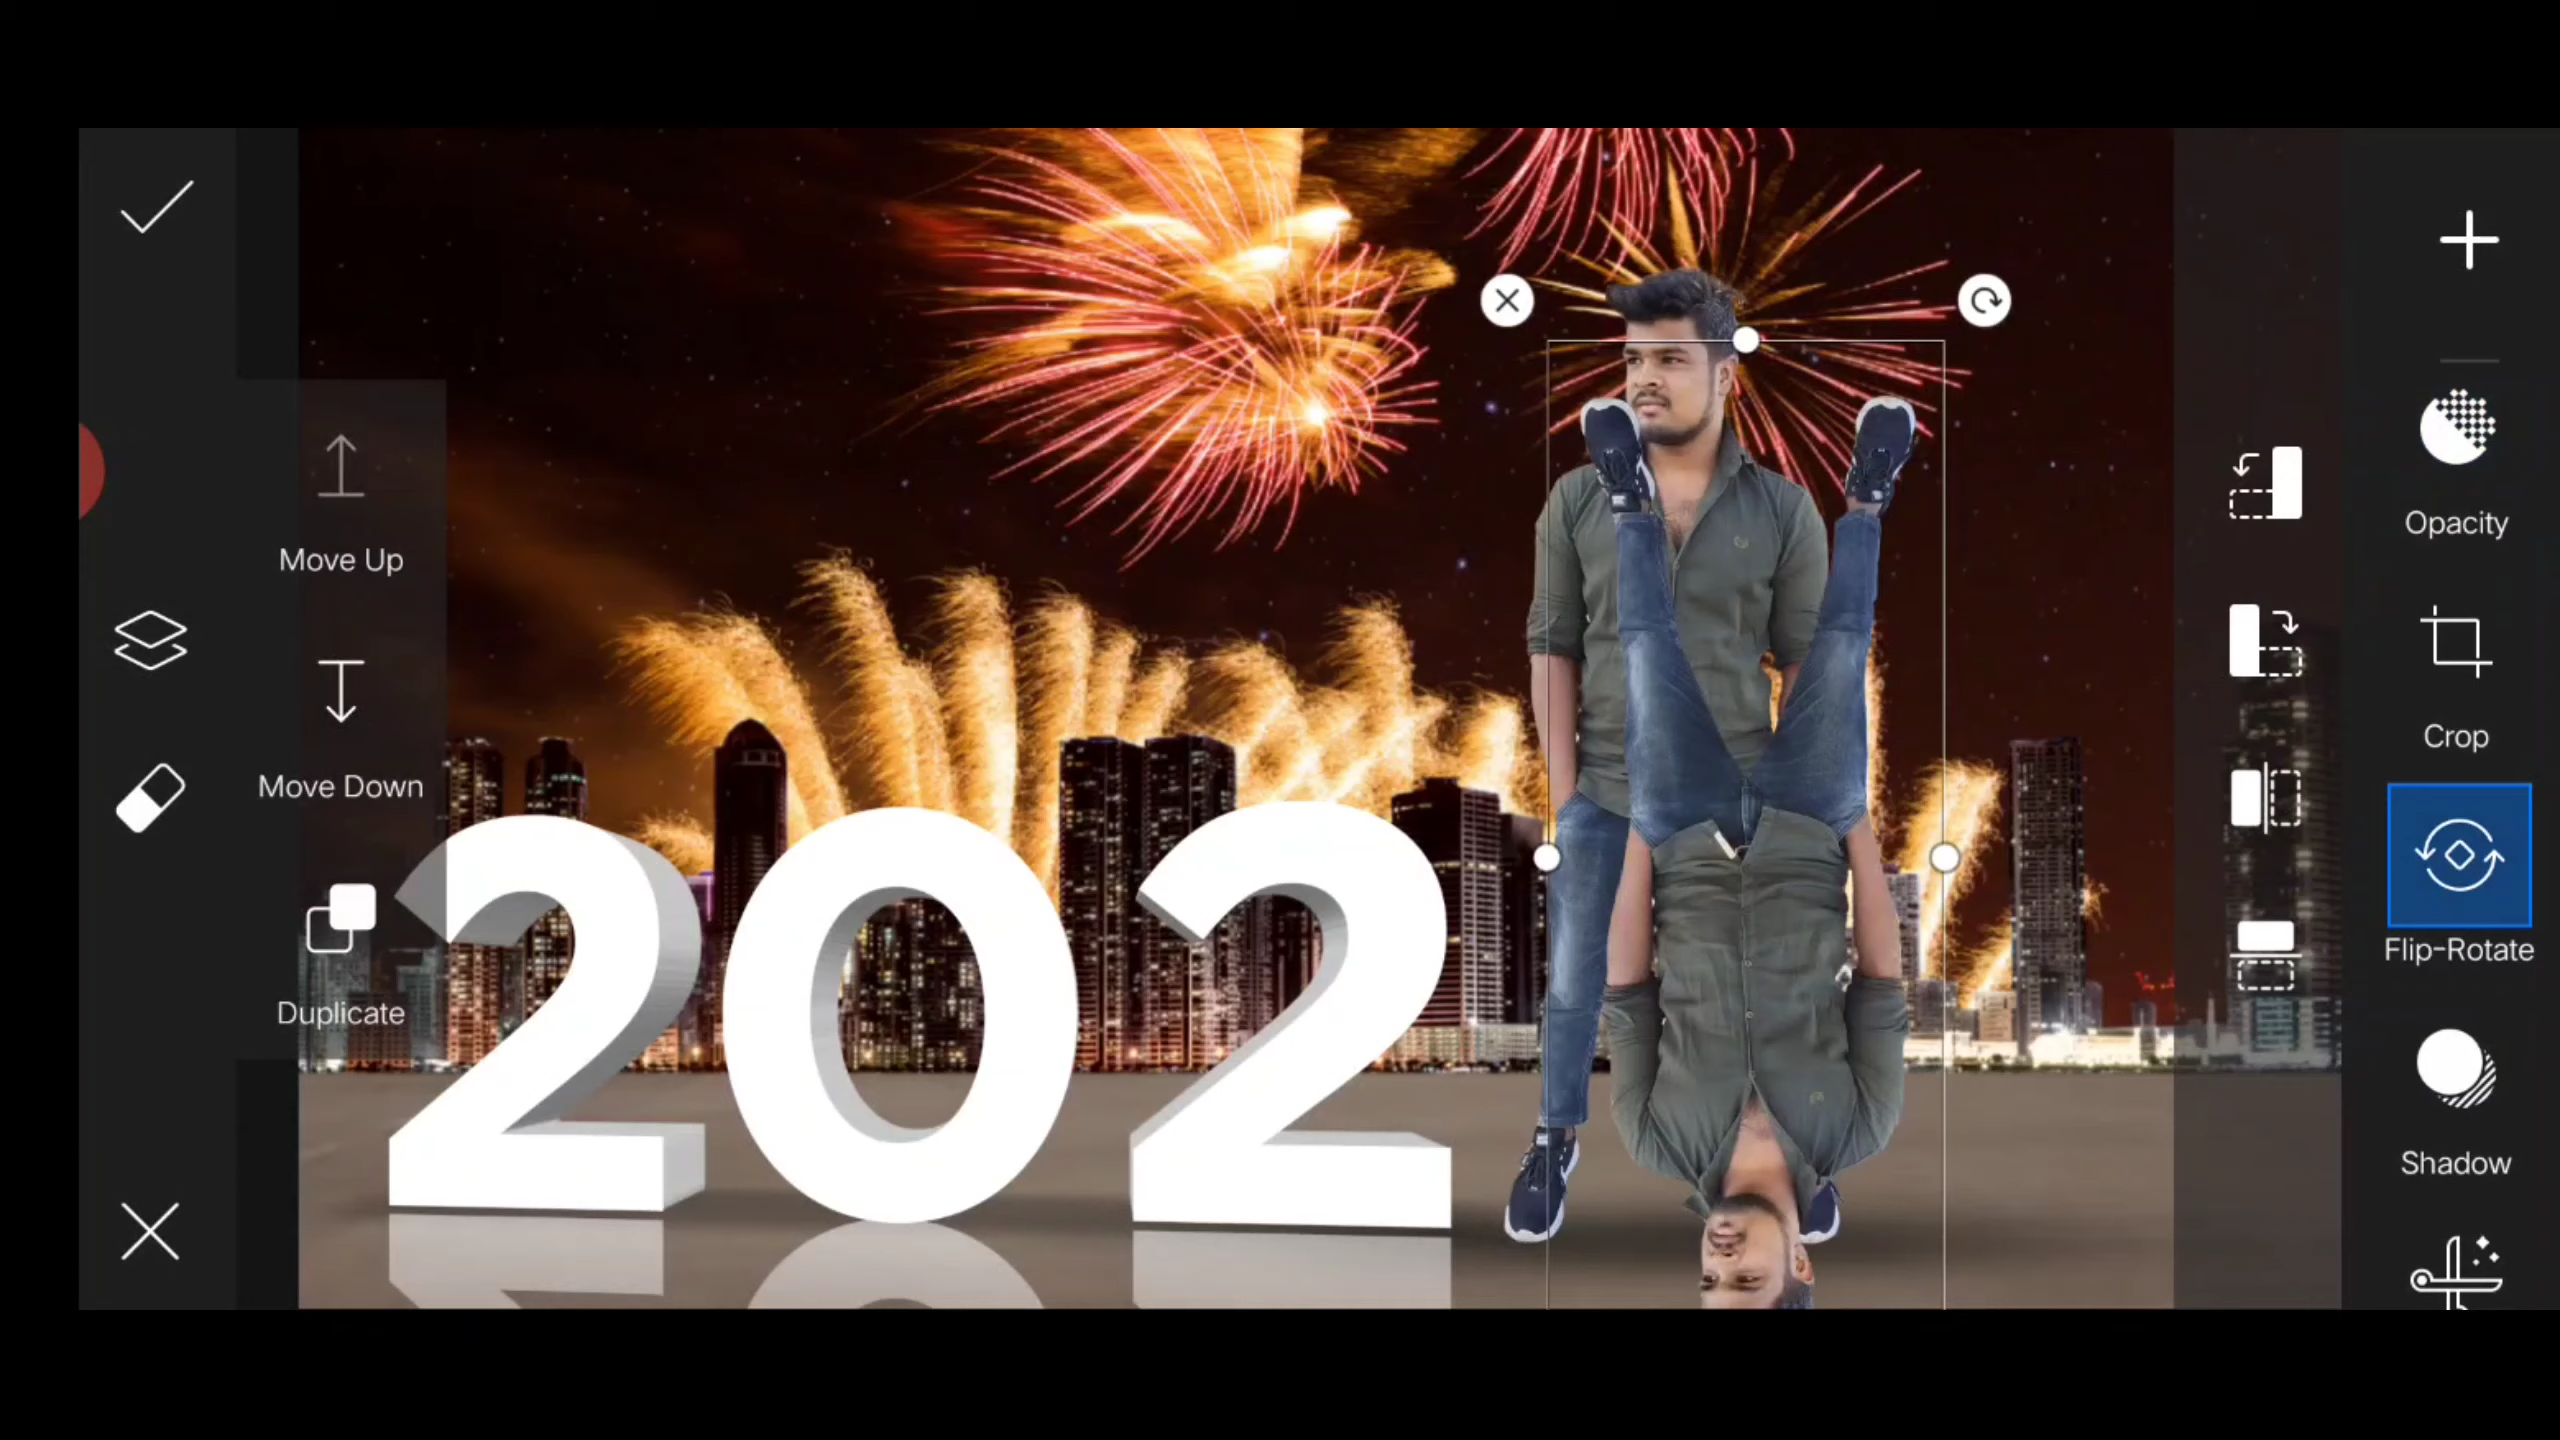 Move Up
Move Down
Duplicate
202
Opacity
Crop
Flip-Rotate
Shadow